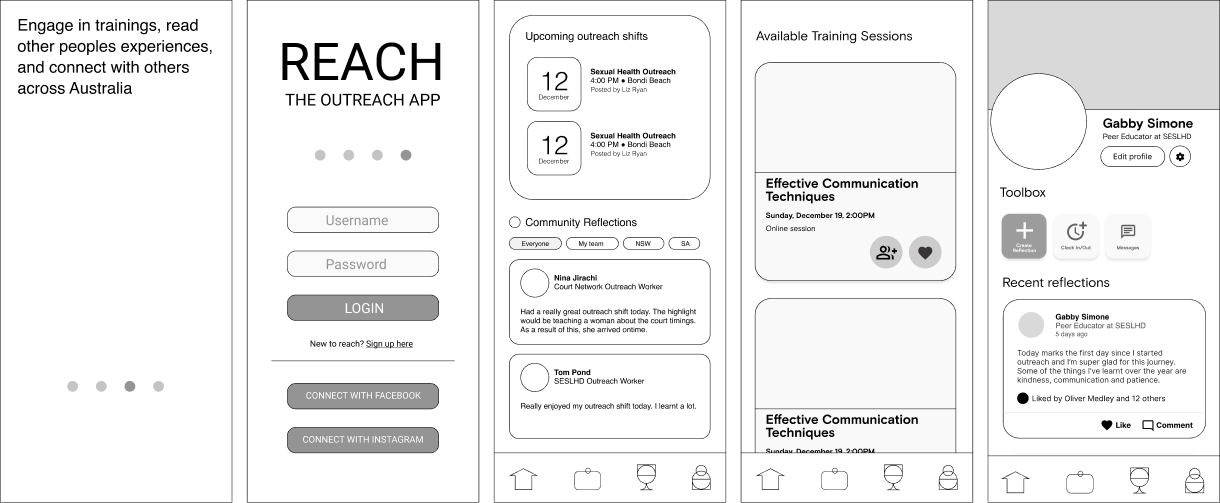 Engage in trainings, read
other peoples experiences,
and connect with others
across Australia
REACH
THE OUTREACH APP
Username
Password
LOGIN
New to reach? Sign up here
CONNECT WITH FACEBOOK
CONNECT WITH INSTAGRAM
Upcoming outreach shifts
12
December
Sexual Health Outreach
4:00 PM ● Bondi Beach
Posted by Liz Ryan
12
December
Sexual Health Outreach
4:00 PM ● Bondi Beach
Posted by Liz Ryan
Community Reflections
Everyone
My team
NSW
SA
Nina Jirachi
Court Network Outreach Worker
Had a really great outreach shift today. The highlight
would be teaching a woman about the court timings.
As a result of this, she arrived ontime.
Tom Pond
SESLHD Outreach Worker
Really enjoyed my outreach shift today. I learnt a lot.
Available Training Sessions
Effective Communication
Techniques
Sunday, December 19, 2:00PM
Online session
Effective Communication
Techniques
Sunday, December 19, 2:00PM
Gabby Simone
Peer Educator at SESLHD
Edit profile
Toolbox
Create
Reflection
Clock In/Out
Messages
Recent reflections
Gabby Simone
Peer Educator at SESLHD
5 days ago
Today marks the first day since I started
outreach and I'm super glad for this journey.
Some of the things I've learnt over the year are
kindness, communication and patience.
Liked by Oliver Medley and 12 others
Like
Comment